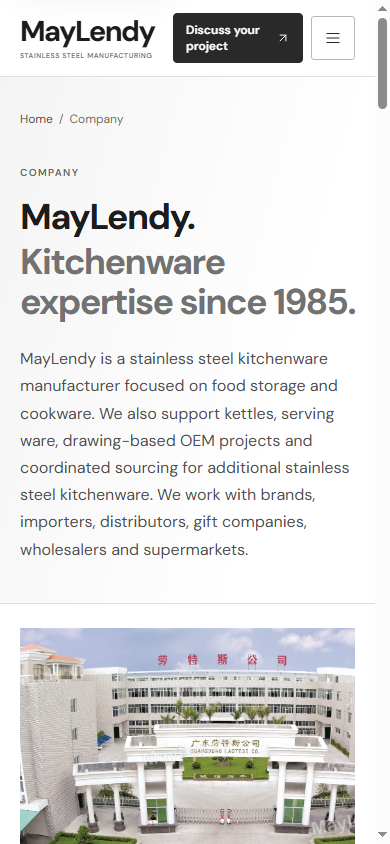 MayLendy
STAINLESS STEEL MANUFACTURING
Discuss your
project
Home / Company
COMPANY
MayLendy.
Kitchenware
expertise since 1985.
MayLendy is a stainless steel kitchenware
manufacturer focused on food storage and
cookware. We also support kettles, serving
ware, drawing-based OEM projects and
coordinated sourcing for additional stainless
steel kitchenware. We work with brands,
importers, distributors, gift companies,
wholesalers and supermarkets.
劳特斯公司
广东劳特斯公司
GUANGDONG LAOTESI CO.